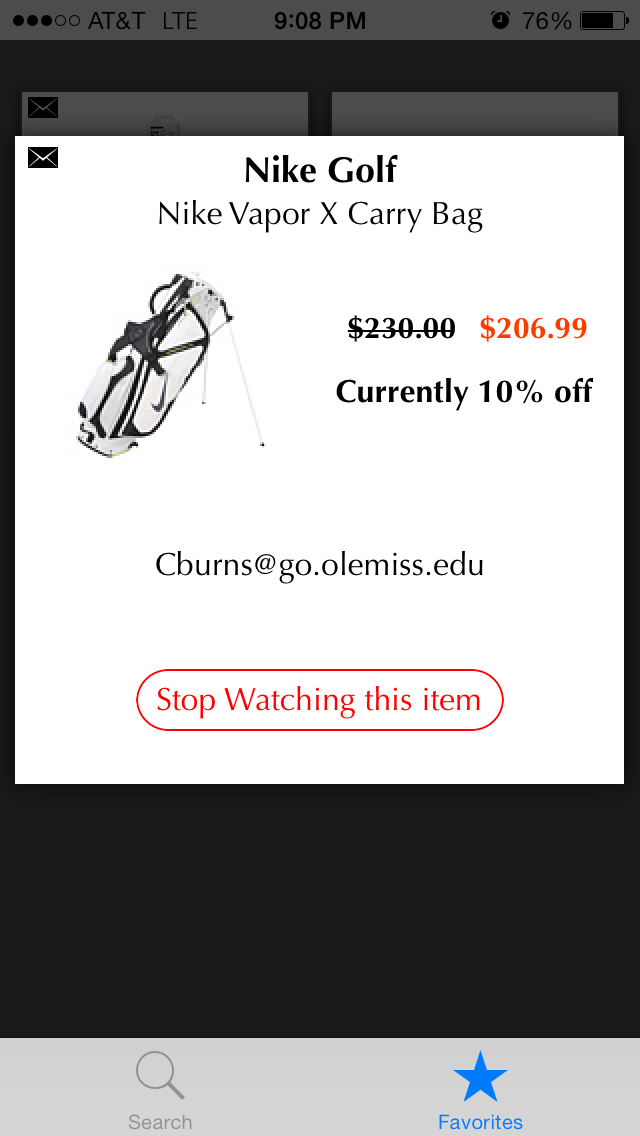 AT&T LTE 9:08 PM 76%
Nike Golf
Nike Vapor X Carry Bag
$230.00 $206.99
Currently 10% off
Cburns@go.olemiss.edu
Stop Watching this item
Search Favorites